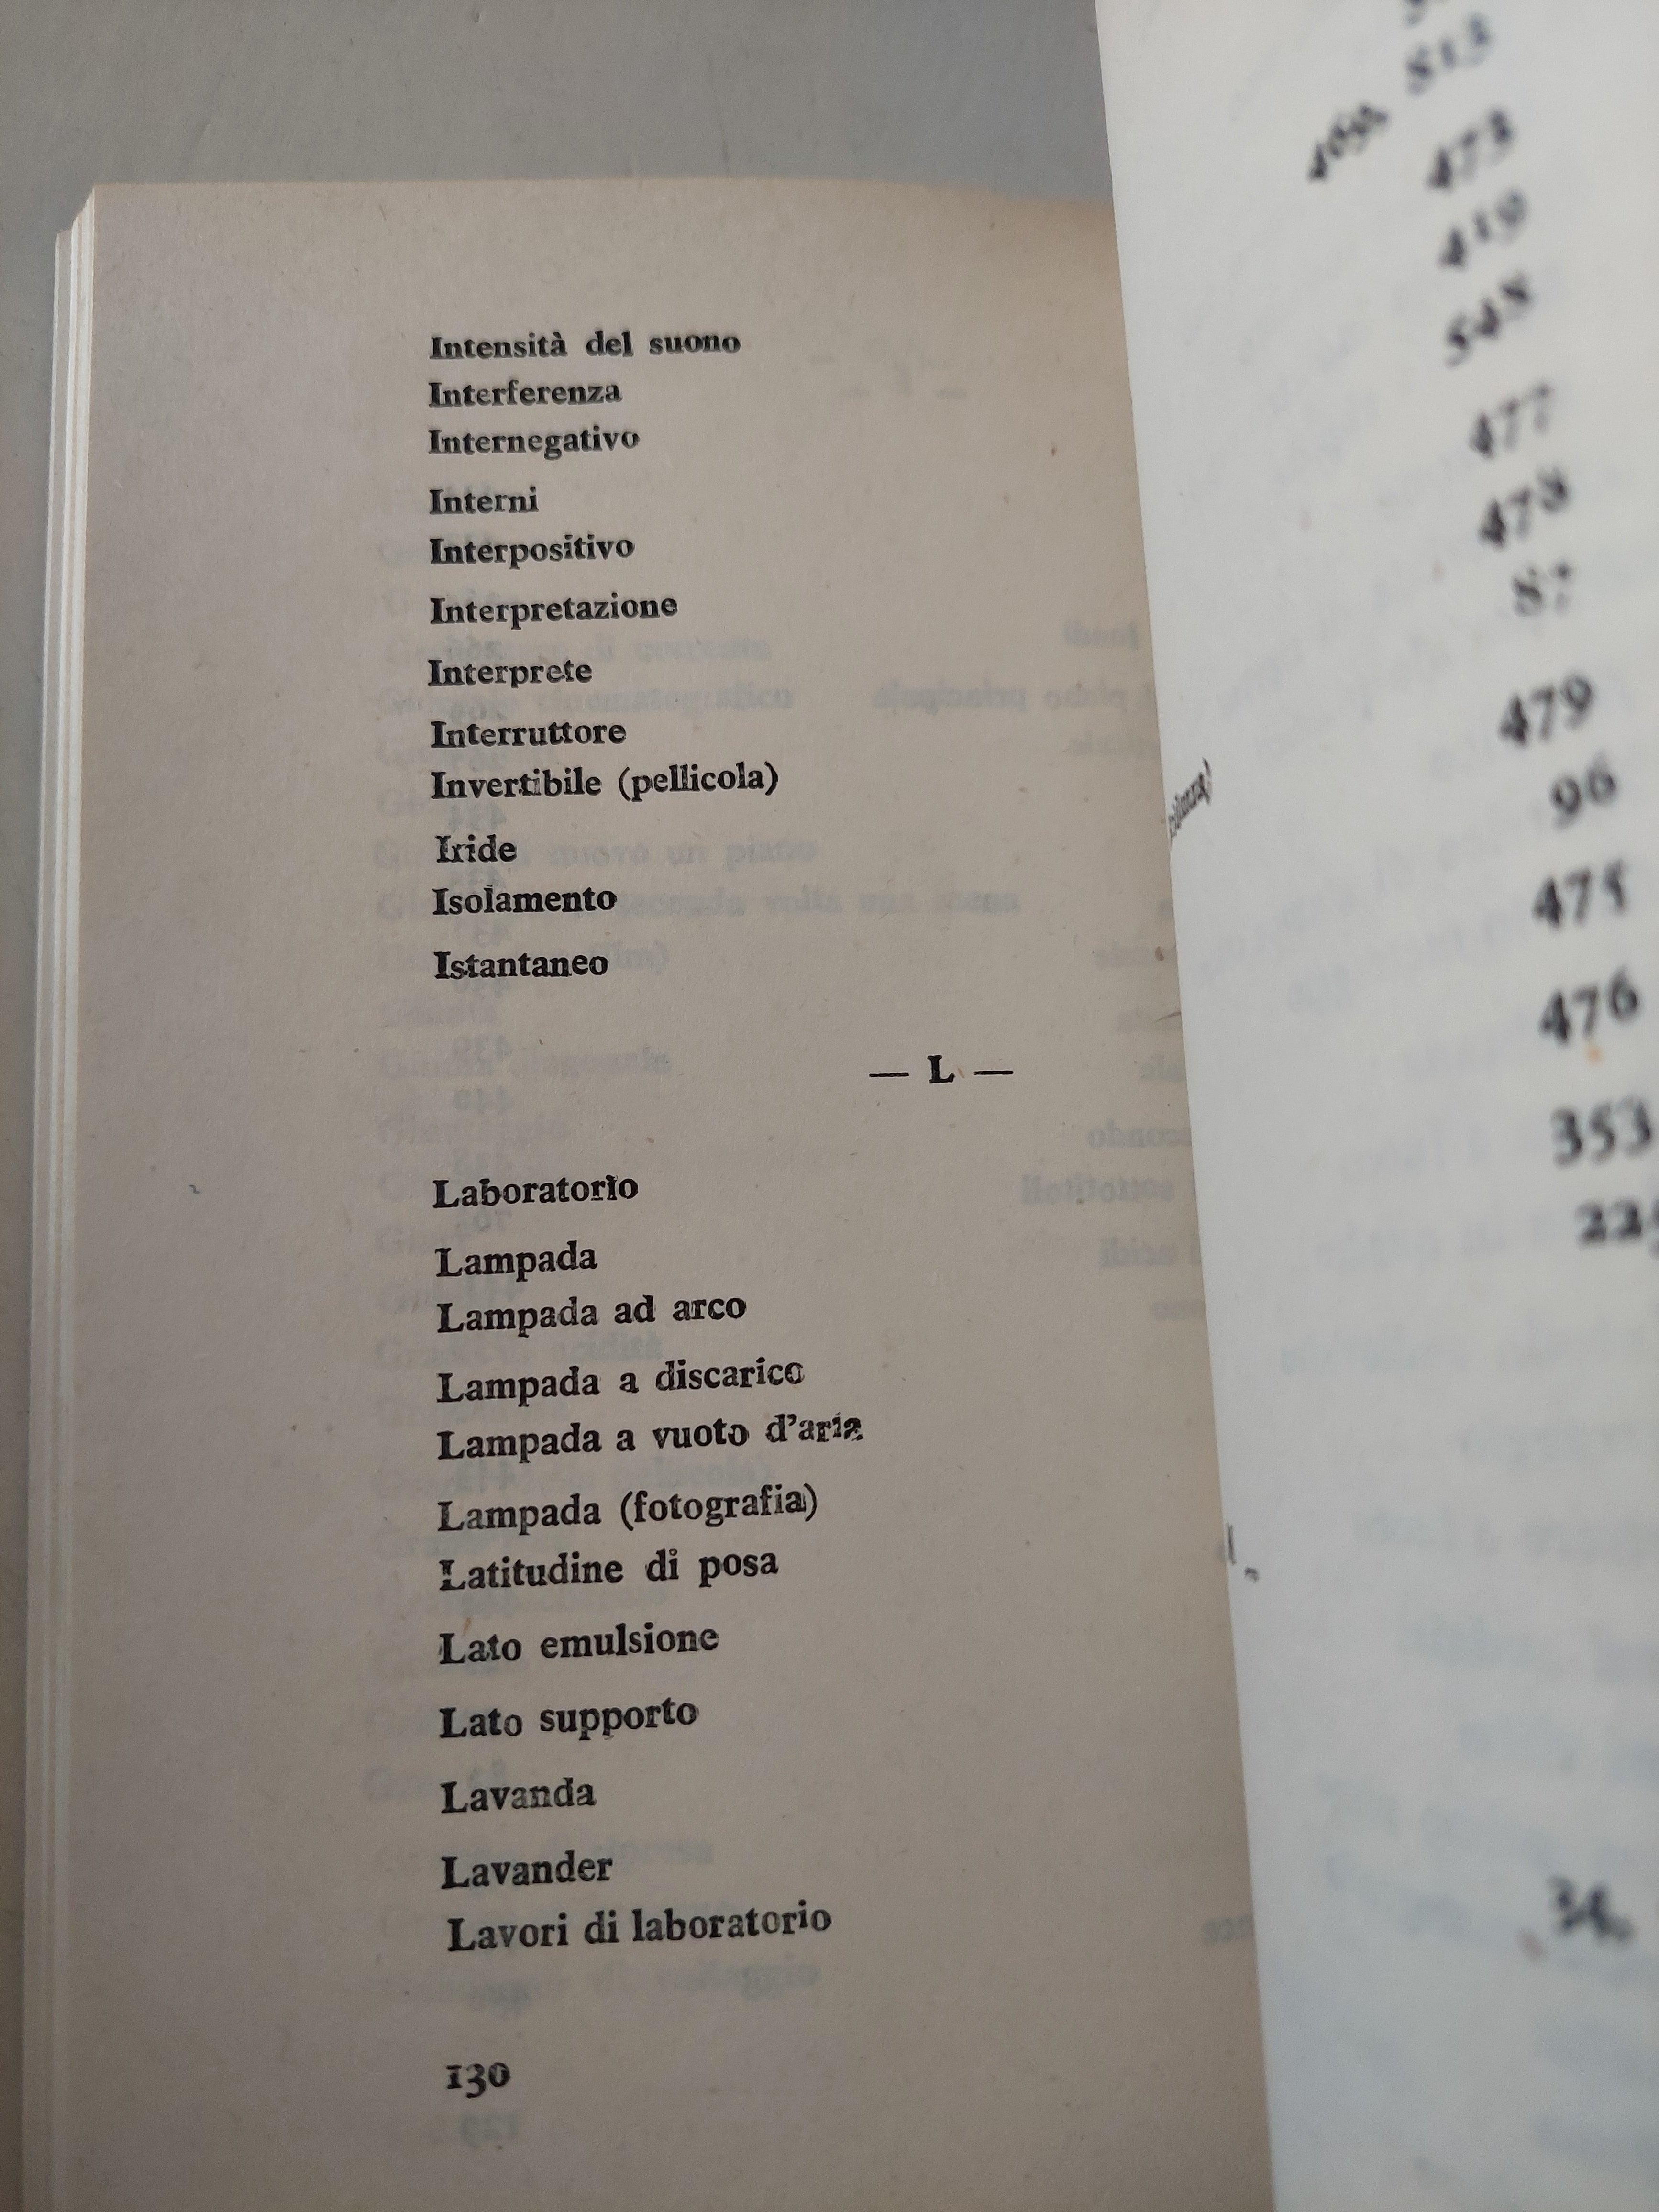 Intensità del suono
Interferenza
Internegativo
Interni
Interpositivo
Interpretazione
Interprete
Interruttore
Invertibile (pellicola)
Iride
Isolamento
Istantaneo
— L —
Laboratorio
Lampada
Lampada ad arco
Lampada a discarico
Lampada a vuoto d'aria
Lampada (fotografia)
Latitudine di posa
Lato emulsione
Lato supporto
Lavanda
Lavander
Lavori di laboratorio
130
813
473
419
548
477
478
479
96
475
476
353